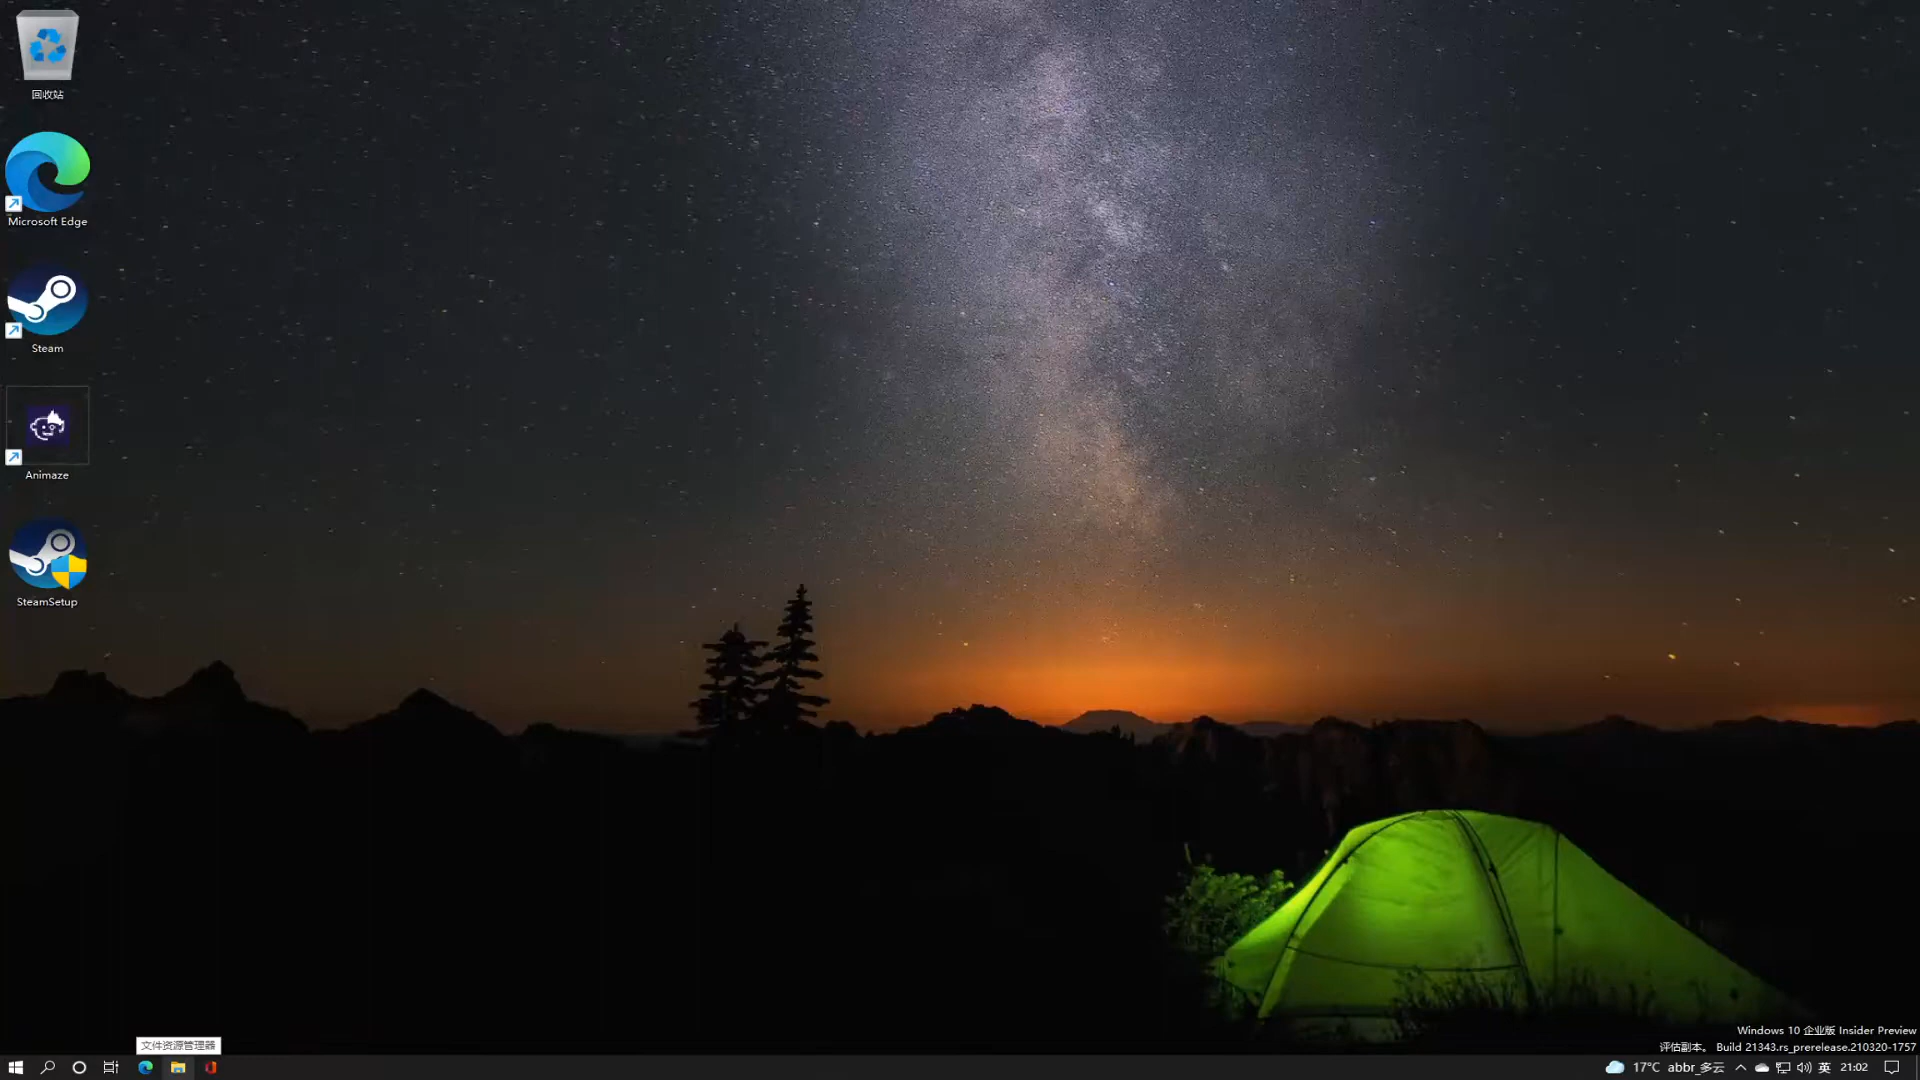 回收站
Microsoft Edge
Steam
Animaze
SteamSetup
文件资源管理器
Windows 10 企业版 Insider Preview
评估副本。 Build 21343.rs_prerelease.210320-1757
17°C abbr_多云
英
21:02